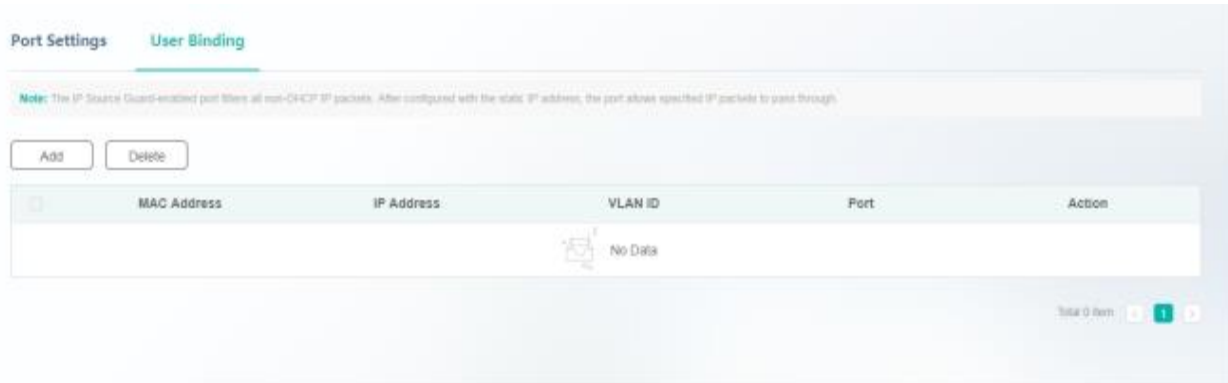 Port Settings User Binding
Note: The IP Source Guard-enabled port filters all non-DHCP IP packets. After configured with the static IP address, the port allows specified IP packets to pass through.
Add Delete
MAC Address IP Address VLAN ID Port Action
No Data
Total 0 item < 1 >